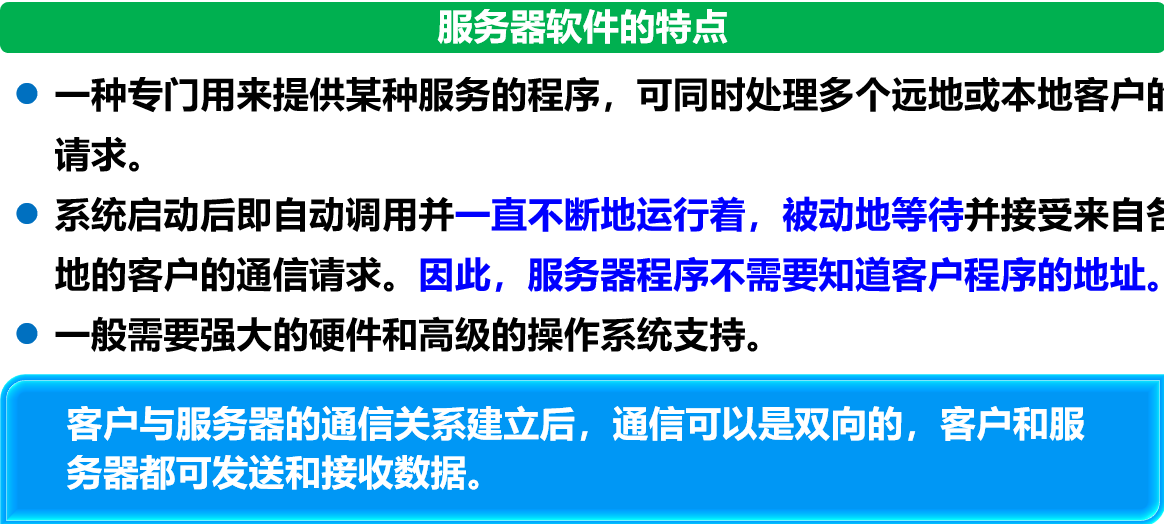 服务器软件的特点
一种专门用来提供某种服务的程序，可同时处理多个远地或本地客户的
请求。
系统启动后即自动调用并一直不断地运行着，被动地等待并接受来自各
地的客户的通信请求。因此，服务器程序不需要知道客户程序的地址。
一般需要强大的硬件和高级的操作系统支持。
客户与服务器的通信关系建立后，通信可以是双向的，客户和服
务器都可发送和接收数据。